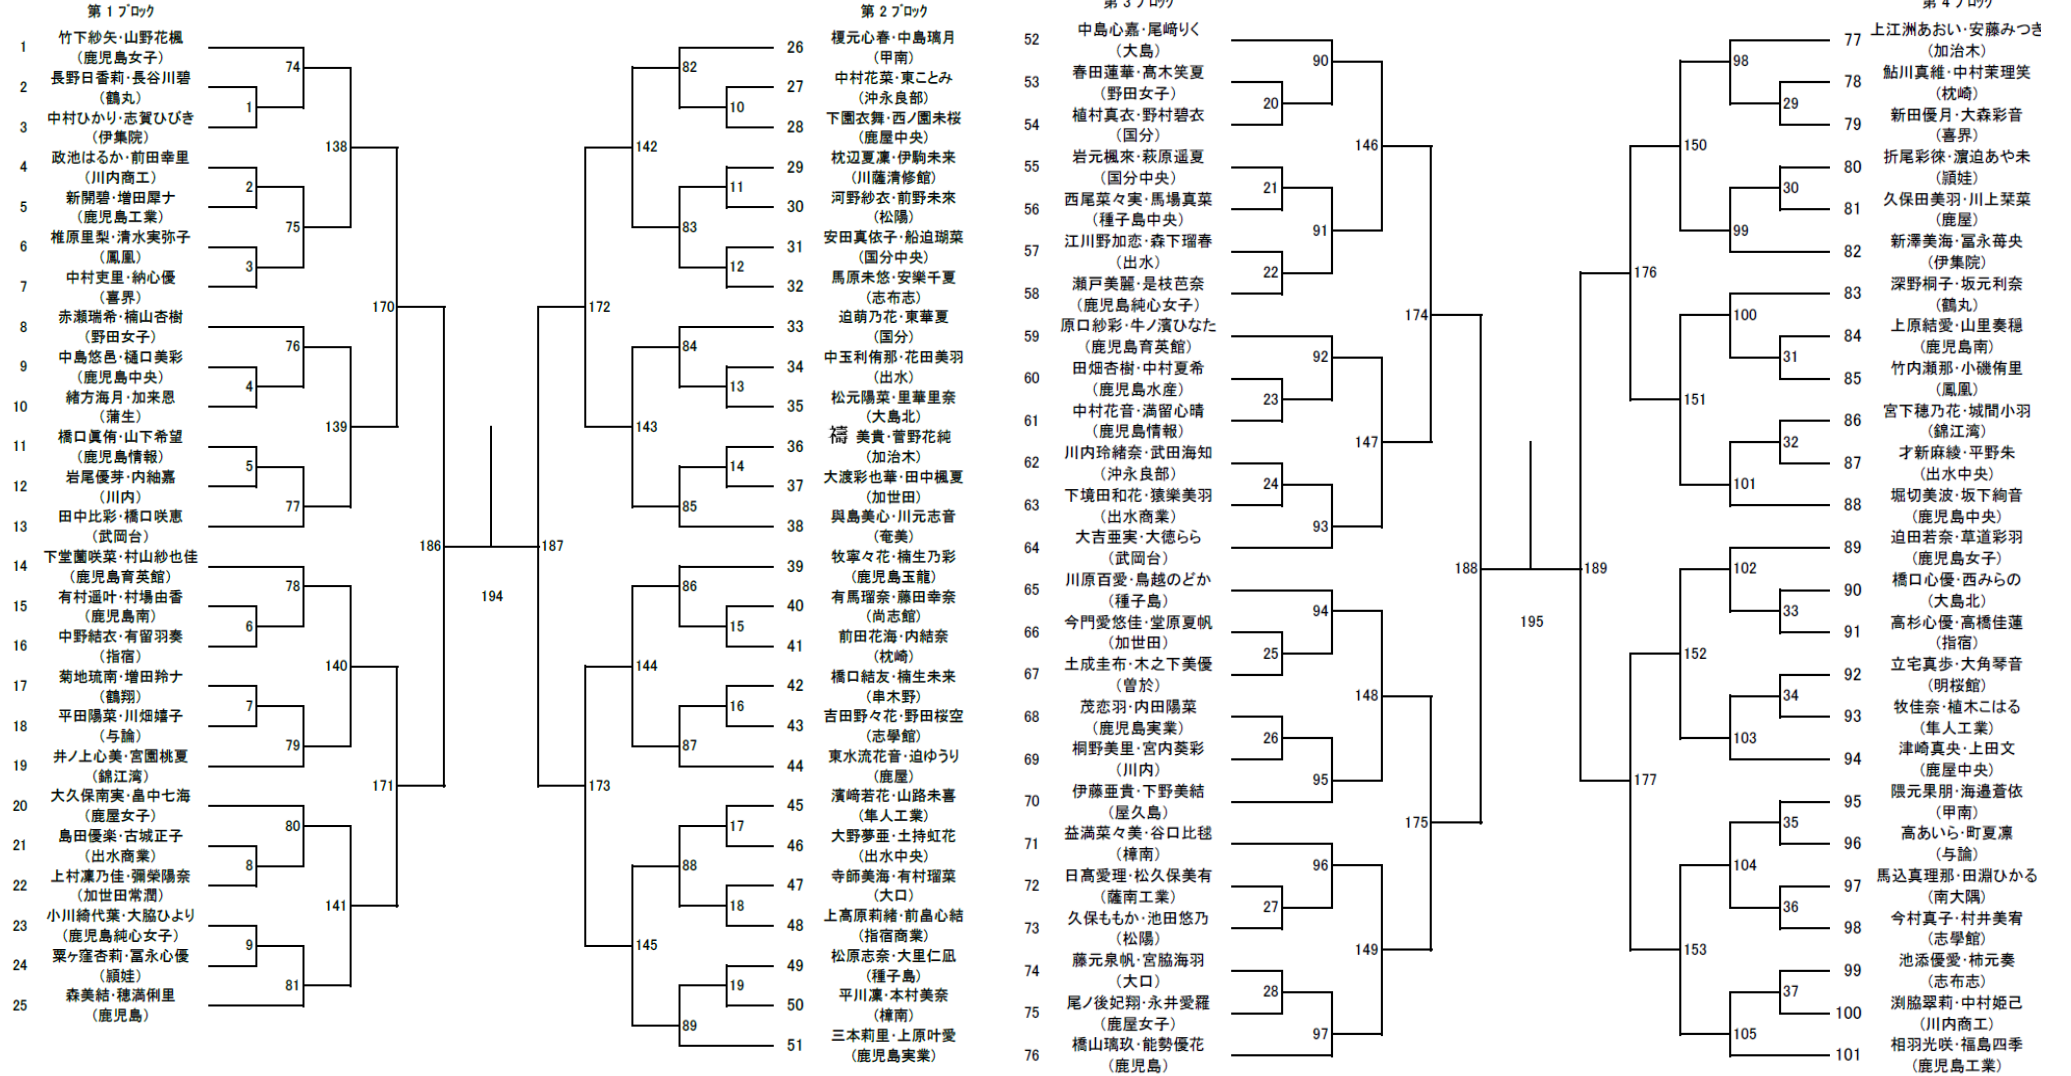 第1ブロック
1 竹下紗矢・山野花楓
(鹿児島女子)
2 長野日香莉・長谷川碧
(鶴丸)
3 中村ひかり・志賀ひびき
(伊集院)
4 政池はるか・前田幸里
(川内商工)
5 新開碧・増田犀ナ
(鹿児島工業)
6 椎原里梨・清水実弥子
(鳳凰)
7 中村吏里・納心優
(喜界)
8 赤瀬瑞希・楠山杏樹
(野田女子)
9 中島悠邑・樋口美彩
(鹿児島中央)
10 緒方海月・加来恩
(蒲生)
11 橋口眞侑・山下希望
(鹿児島情報)
12 岩尾優芽・内紬嘉
(川内)
13 田中比彩・橋口咲恵
(武岡台)
14 下堂薗咲菜・村山紗也佳
(鹿児島育英館)
15 有村遥叶・村場由香
(鹿児島南)
16 中野結衣・有留羽奏
(指宿)
17 菊地琉南・増田羚ナ
(鶴翔)
18 平田陽菜・川畑嬉子
(与論)
19 井ノ上心美・宮園桃夏
(錦江湾)
20 大久保南実・畠中七海
(鹿屋女子)
21 島田優楽・古城正子
(出水商業)
22 上村凜乃佳・彌榮陽奈
(加世田常潤)
23 小川綺代葉・大脇ひより
(鹿児島純心女子)
24 粟ヶ窪杏莉・冨永心優
(頴娃)
25 森美結・穂満俐里
(鹿児島)
74
1
138
2
75
3
170
76
4
139
5
77
186
78
6
140
7
79
171
80
8
141
9
81
194
第2ブロック
26 榎元心春・中島璃月
(甲南)
27 中村花菜・東ことみ
(沖永良部)
28 下園衣舞・西ノ園未桜
(鹿屋中央)
29 枕辺夏凜・伊駒未来
(川薩清修館)
30 河野紗衣・前野未來
(松陽)
31 安田真依子・船迫瑚菜
(国分中央)
32 馬原未悠・安樂千夏
(志布志)
33 迫萌乃花・東華夏
(国分)
34 中玉利侑那・花田美羽
(出水)
35 松元陽菜・里華里奈
(大島北)
36 禱 美貴・菅野花純
(加治木)
37 大渡彩也華・田中楓夏
(加世田)
38 與島美心・川元志音
(奄美)
39 牧寧々花・楠生乃彩
(鹿児島玉龍)
40 有馬瑠奈・藤田幸奈
(尚志館)
41 前田花海・内結奈
(枕崎)
42 橋口結友・楠生未来
(串木野)
43 吉田野々花・野田桜空
(志學館)
44 東水流花音・迫ゆうり
(鹿屋)
45 濱﨑若花・山路未喜
(隼人工業)
46 大野夢亜・土持虹花
(出水中央)
47 寺師美海・有村瑠菜
(大口)
48 上髙原莉緒・前畠心結
(指宿商業)
49 松原志奈・大里仁凪
(種子島)
50 平川凜・本村美奈
(樟南)
51 三本莉里・上原叶愛
(鹿児島実業)
82
10
142
11
83
12
172
84
13
143
14
85
187
86
15
144
16
87
173
17
88
18
145
19
89
第3ブロック
52 中島心嘉・尾﨑りく
(大島)
53 春田蓮華・髙木笑夏
(野田女子)
54 植村真衣・野村碧衣
(国分)
55 岩元楓來・萩原遥夏
(国分中央)
56 西尾菜々実・馬場真菜
(種子島中央)
57 江川野加恋・森下瑠春
(出水)
58 瀬戸美麗・是枝芭奈
(鹿児島純心女子)
59 原口紗彩・牛ノ濱ひなた
(鹿児島育英館)
60 田畑杏樹・中村夏希
(鹿児島水産)
61 中村花音・満留心晴
(鹿児島情報)
62 川内玲緒奈・武田海知
(沖永良部)
63 下境田和花・猿樂美羽
(出水商業)
64 大吉亜実・大徳らら
(武岡台)
65 川原百愛・鳥越のどか
(種子島)
66 今門愛悠佳・堂原夏帆
(加世田)
67 土成圭布・木之下美優
(曽於)
68 茂恋羽・内田陽菜
(鹿児島実業)
69 桐野美里・宮内葵彩
(川内)
70 伊藤亜貴・下野美結
(屋久島)
71 益満菜々美・谷口比毬
(樟南)
72 日髙愛理・松久保美有
(薩南工業)
73 久保ももか・池田悠乃
(松陽)
74 藤元泉帆・宮脇海羽
(大口)
75 尾ノ後妃翔・永井愛羅
(鹿屋女子)
76 橋山璃玖・能勢優花
(鹿児島)
90
20
146
21
91
22
174
92
23
147
24
93
188
94
25
148
26
95
175
96
27
149
28
97
195
第4ブロック
77 上江洲あおい・安藤みつき
(加治木)
78 鮎川真維・中村茉理笑
(枕崎)
79 新田優月・大森彩音
(喜界)
80 折尾彩徠・濵迫あや未
(頴娃)
81 久保田美羽・川上栞菜
(鹿屋)
82 新澤美海・冨永苺央
(伊集院)
83 深野桐子・坂元利奈
(鶴丸)
84 上原結愛・山里奏穏
(鹿児島南)
85 竹内瀬那・小磯侑里
(鳳凰)
86 宮下穂乃花・城間小羽
(錦江湾)
87 才新麻綾・平野朱
(出水中央)
88 堀切美波・坂下絢音
(鹿児島中央)
89 迫田若奈・草道彩羽
(鹿児島女子)
90 橋口心優・西みらの
(大島北)
91 高杉心優・高橋佳蓮
(指宿)
92 立宅真歩・大角琴音
(明桜館)
93 牧佳奈・植木こはる
(隼人工業)
94 津崎真央・上田文
(鹿屋中央)
95 隈元果朋・海邉蒼依
(甲南)
96 高あいら・町夏凛
(与論)
97 馬込真理那・田淵ひかる
(南大隅)
98 今村真子・村井美宥
(志學館)
99 池添優愛・柿元奏
(志布志)
100 渕脇翠莉・中村姫己
(川内商工)
101 相羽光咲・福島四季
(鹿児島工業)
98
29
150
30
99
176
100
31
151
32
101
189
102
33
152
34
103
177
35
104
36
153
37
105